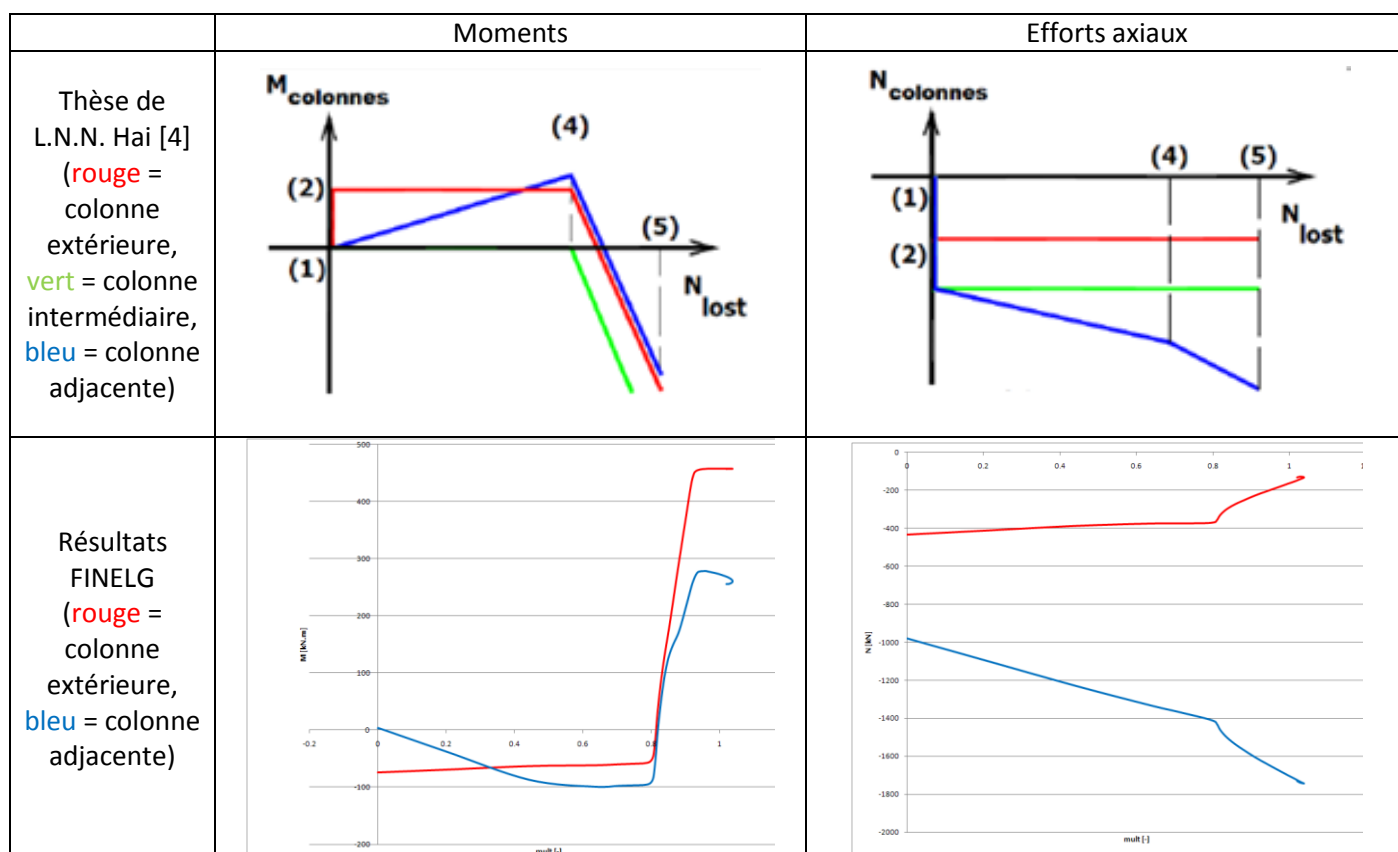 Moments
Efforts axiaux
Thèse de
L.N.N. Hai [4]
(rouge =
colonne
extérieure,
vert = colonne
intermédiaire,
bleu = colonne
adjacente)
M colonnes
(4)
(2)
(5)
(1)
N lost
N colonnes
(4)
(5)
(1)
N lost
(2)
Résultats
FINELG
(rouge =
colonne
extérieure,
bleu = colonne
adjacente)
500
400
300
200
100
0
-0.2
0
0.2
0.4
0.6
0.8
1
-100
-200
M [kN.m]
mult [-]
0
0
0.2
0.4
0.6
0.8
1
1
-200
-400
-600
-800
-1000
-1200
-1400
-1600
-1800
-2000
N [kN]
mult [-]